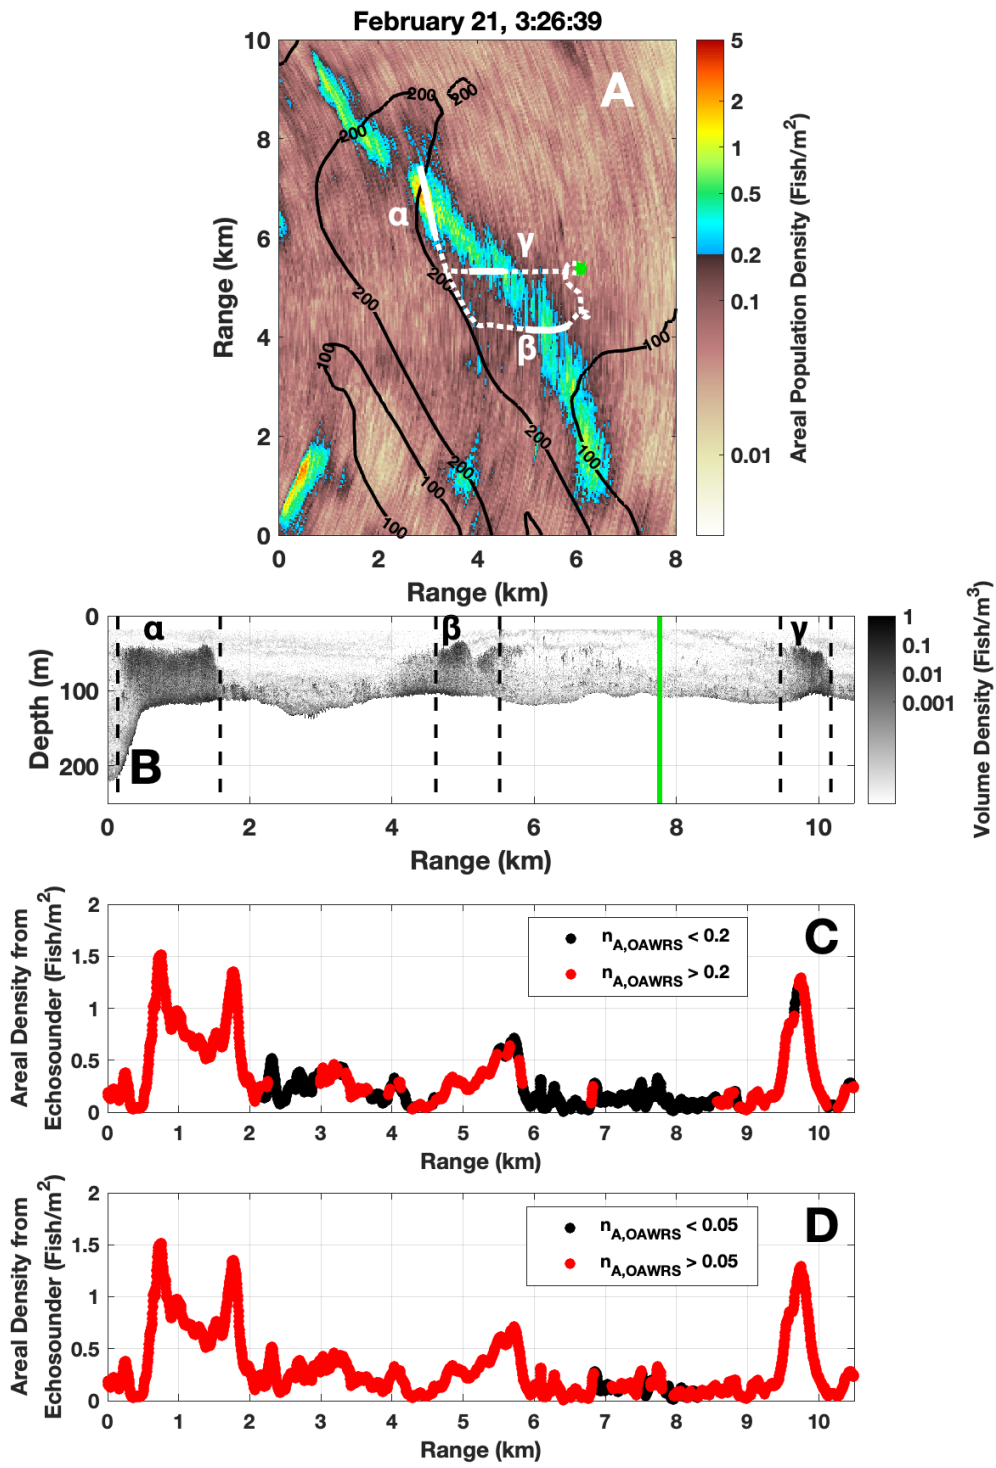 February 21, 3:26:39
A
10
8
6
4
2
0
Range (km)
200
200
200
α
γ
200
200
β
100
100
200
200
100
100
100
0
2
4
6
8
Range (km)
5
2
1
0.5
0.2
0.1
0.01
Areal Population Density (Fish/m2)
0
100
200
Depth (m)
α
β
γ
B
0
2
4
6
8
10
Range (km)
1
0.1
0.01
0.001
Volume Density (Fish/m3)
2
1.5
1
0.5
0
Areal Density from
Echosounder (Fish/m2)
nA,OAWRS < 0.2
nA,OAWRS > 0.2
C
0
1
2
3
4
5
6
7
8
9
10
Range (km)
2
1.5
1
0.5
0
Areal Density from
Echosounder (Fish/m2)
nA,OAWRS < 0.05
nA,OAWRS > 0.05
D
0
1
2
3
4
5
6
7
8
9
10
Range (km)